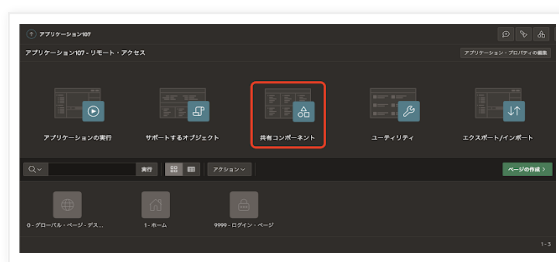 アプリケーション107
アプリケーション107 - リモート・アクセス
アプリケーション・プロパティの編集
アプリケーションの実行
サポートするオブジェクト
共有コンポーネント
ユーティリティ
エクスポート/インポート
実行
アクション
ページの作成
0 - グローバル・ページ - デス...
1 - ホーム
9999 - ログイン・ページ
1 - 3